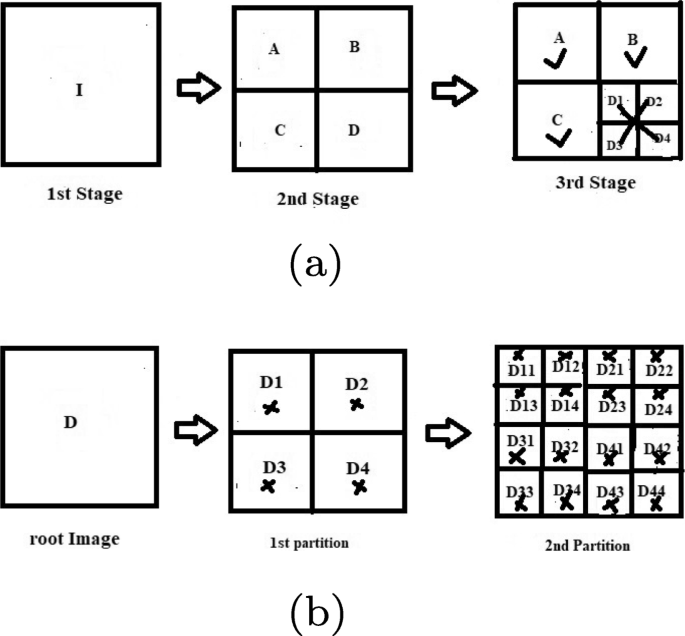 I
A B
C D
A B
C D1 D2
D3 D4
1st Stage
2nd Stage
3rd Stage
(a)
D
D1 D2
D3 D4
D11 D12 D21 D22
D13 D14 D23 D24
D31 D32 D41 D42
D33 D34 D43 D44
root Image
1st partition
2nd Partition
(b)